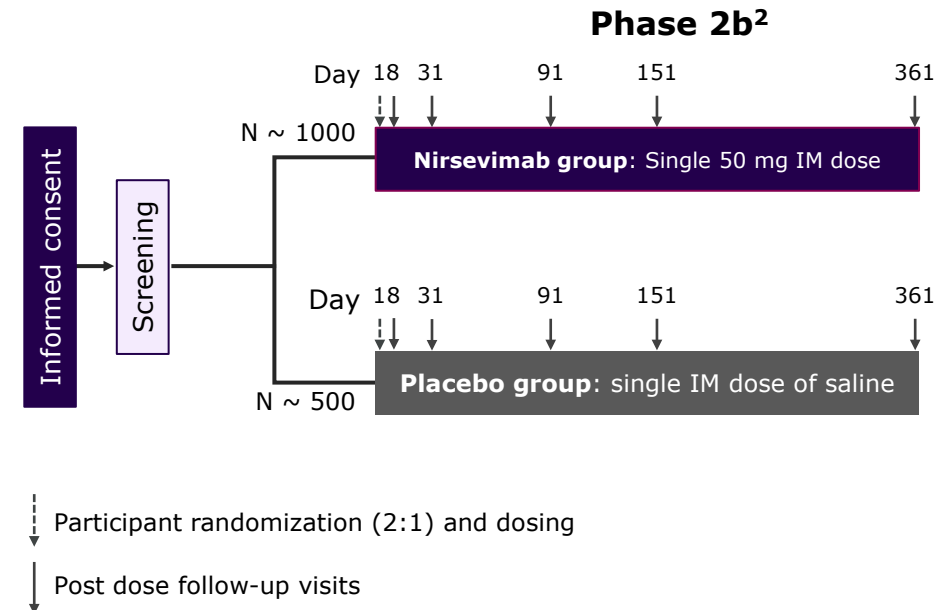 Phase 2b²
Day 18 31 91 151 361
N ~ 1000
Nirsevimab group: Single 50 mg IM dose
Informed consent
Screening
Day 18 31 91 151 361
Placebo group: single IM dose of saline
N ~ 500
Participant randomization (2:1) and dosing
Post dose follow-up visits